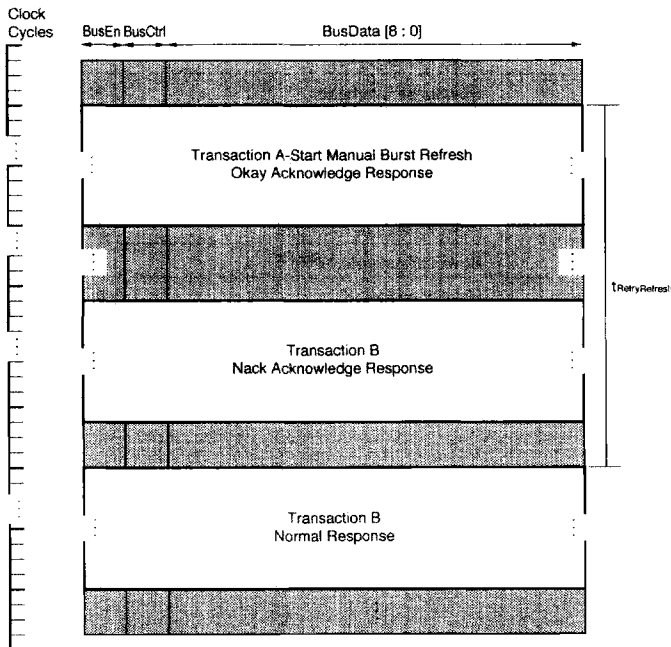 Clock
Cycles
BusEn BusCtrl BusData [8 : 0]
Transaction A-Start Manual Burst Refresh
Okay Acknowledge Response
tRetryRefresh
Transaction B
Nack Acknowledge Response
Transaction B
Normal Response